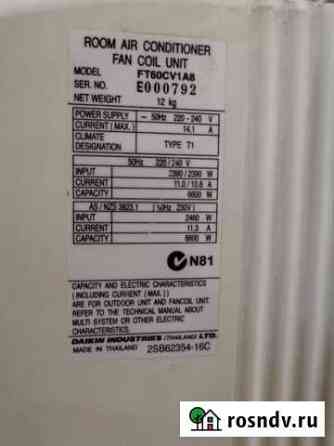 ROOM AIR CONDITIONER
FAN COIL UNIT
MODEL FT60CV1A8
SER. NO. E000792
NET WEIGHT 12 kg
POWER SUPPLY ~ 50Hz 220 - 240 V
CURRENT ( MAX. ) 14.1 A
CLIMATE DESIGNATION TYPE T1
50Hz 220 / 240 V
INPUT 2390 / 2390 W
CURRENT 11.0 / 10.8 A
CAPACITY 6600 W
AS / NZS 3823.1 ( 50Hz 230V )
INPUT 2480 W
CURRENT 11.3 A
CAPACITY 6600 W
N81
CAPACITY AND ELECTRIC CHARACTERISTICS
( INCLUDING CURRENT (MAX.) )
ARE FOR OUTDOOR UNIT AND FANCOIL UNIT.
REFER TO THE TECHNICAL MANUAL ABOUT
MULTI SYSTEM OR OTHER ELECTRIC
CHARACTERISTICS.
DAIKIN INDUSTRIES (THAILAND) LTD.
MADE IN THAILAND 2SB62354-16C
rosndv.ru